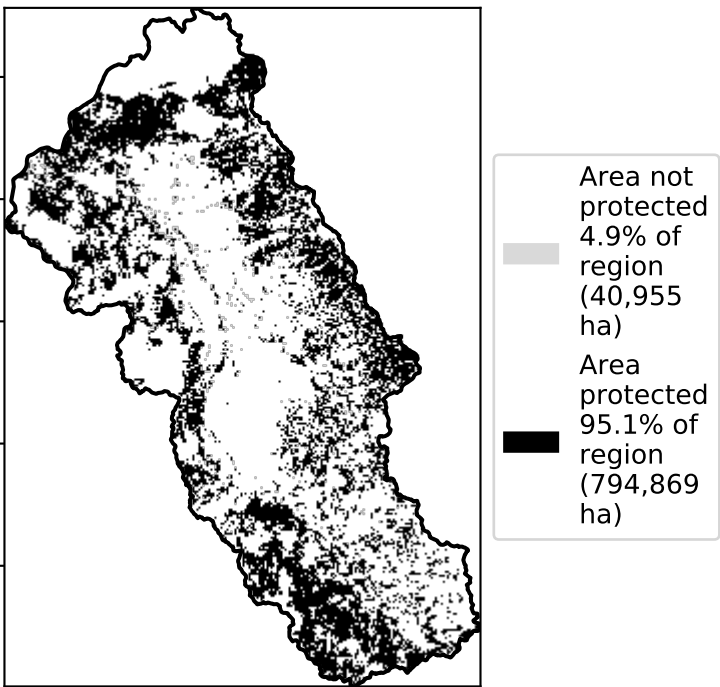 Area not
protected
4.9% of
region
(40,955
ha)
Area
protected
95.1% of
region
(794,869
ha)